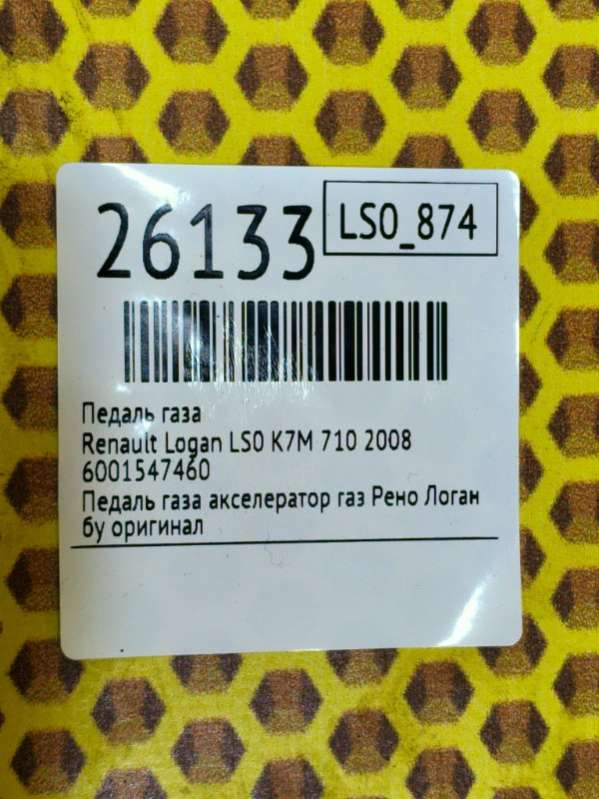 26133
LS0_874
Педаль газа
Renault Logan LS0 K7M 710 2008
6001547460
Педаль газа акселератор газ Рено Логан
бу оригинал